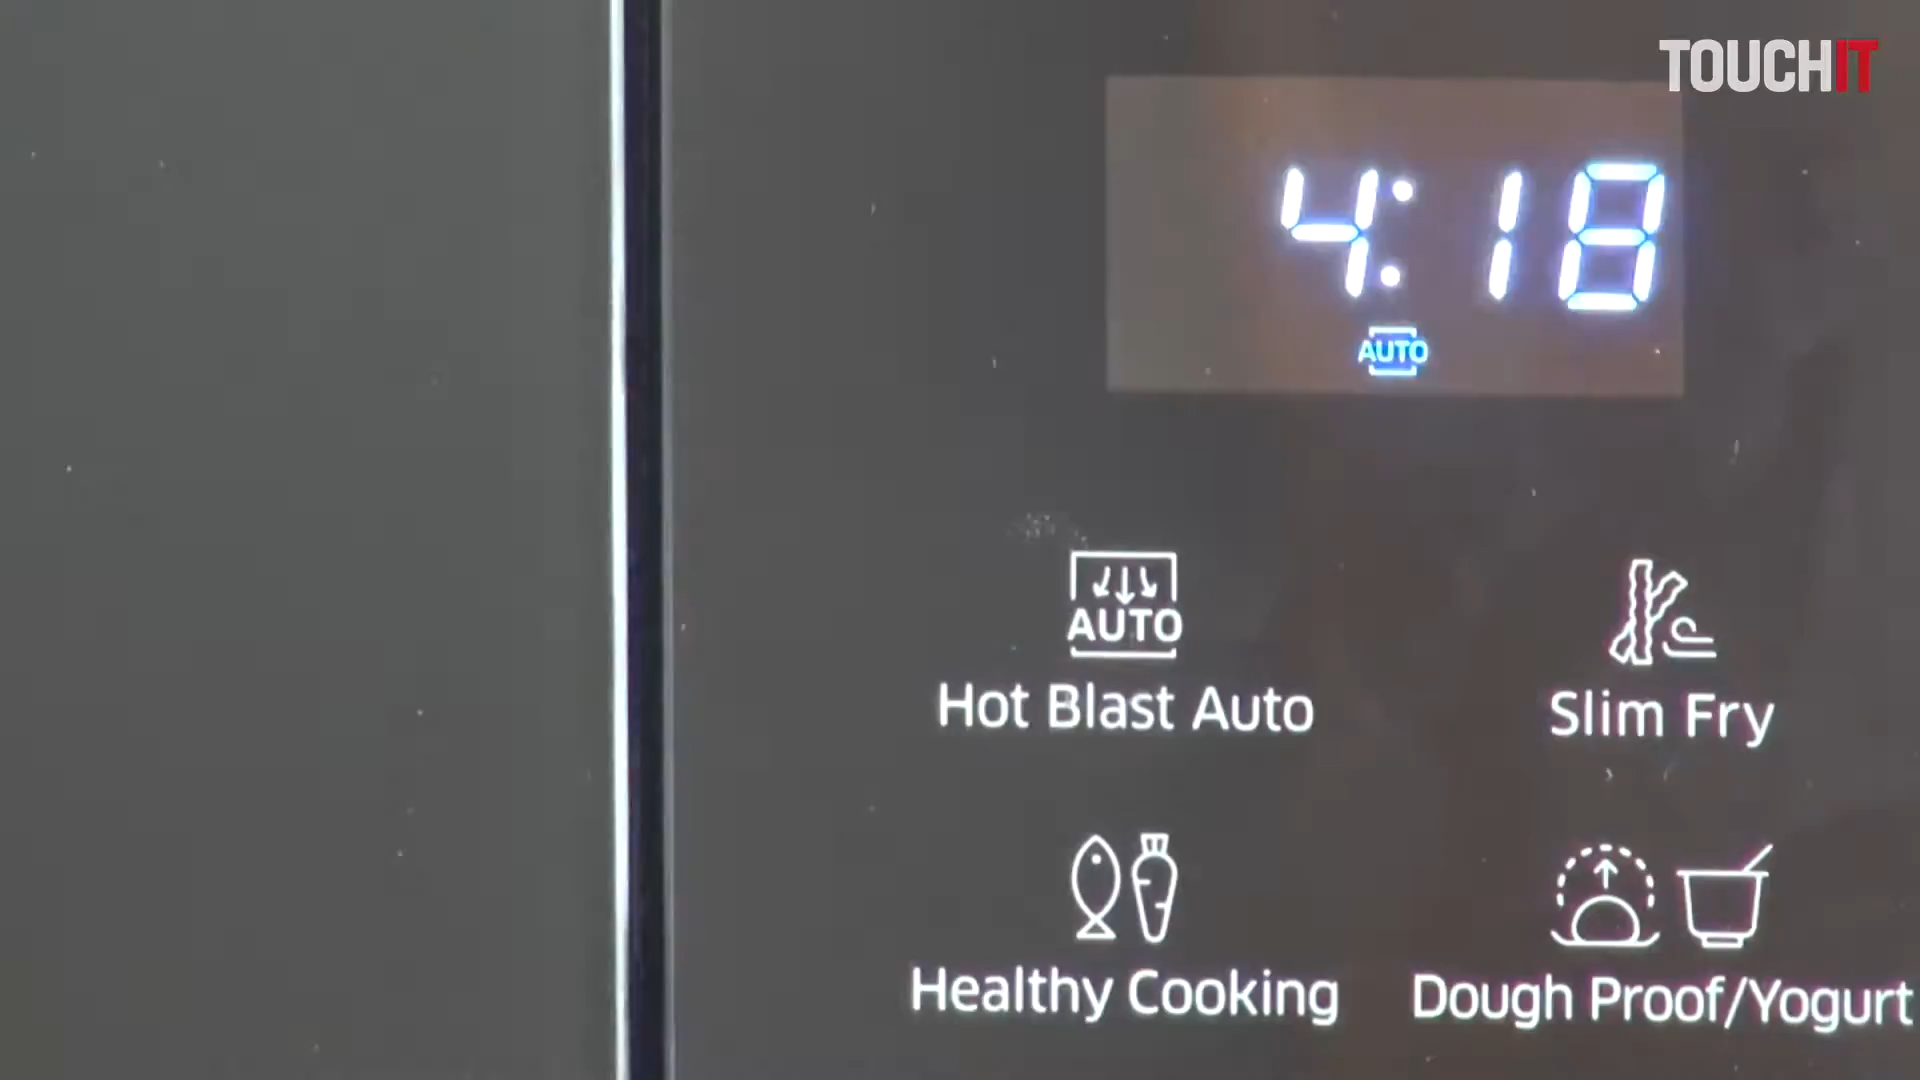 TOUCHIT
4:18
AUTO
AUTO
Hot Blast Auto
Slim Fry
Healthy Cooking
Dough Proof/Yogurt